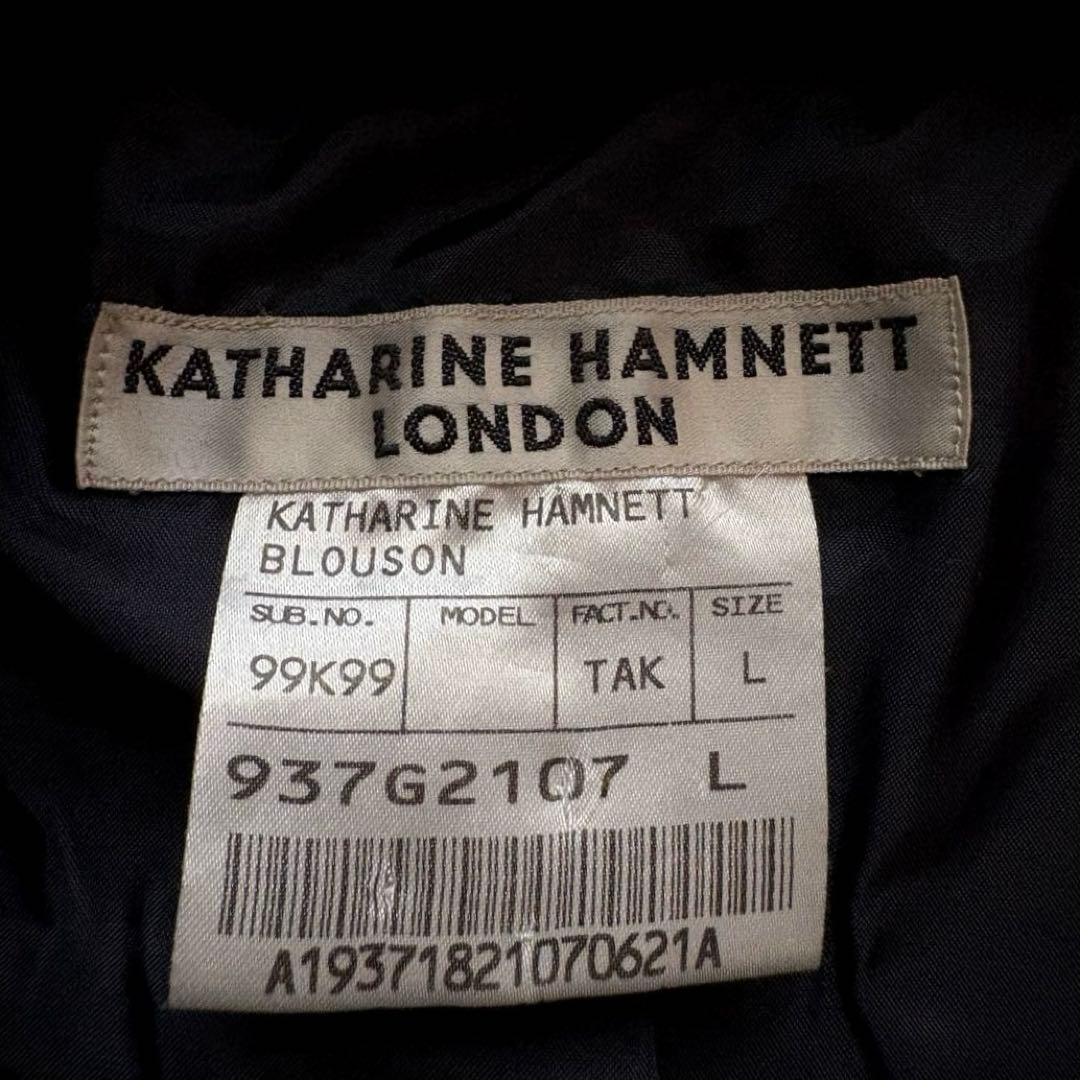 KATHARINE HAMNETT
LONDON
KATHARINE HAMNETT
BLOUSON
SUB.NO. MODEL FACT.NO. SIZE
99K99 TAK L
937G2107 L
A19371821070621A